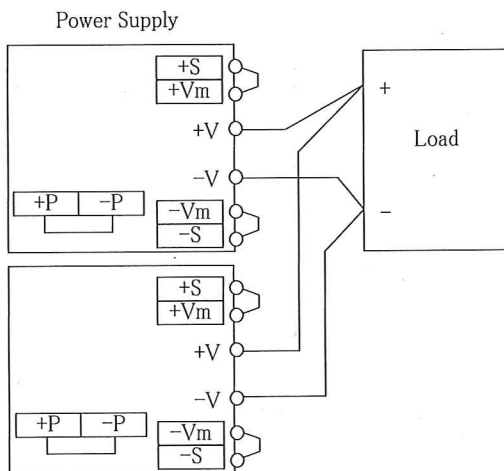 Power Supply
+S
+Vm
+V
-V
+P -P
-Vm
-S
+
Load
-
+S
+Vm
+V
-V
+P -P
-Vm
-S